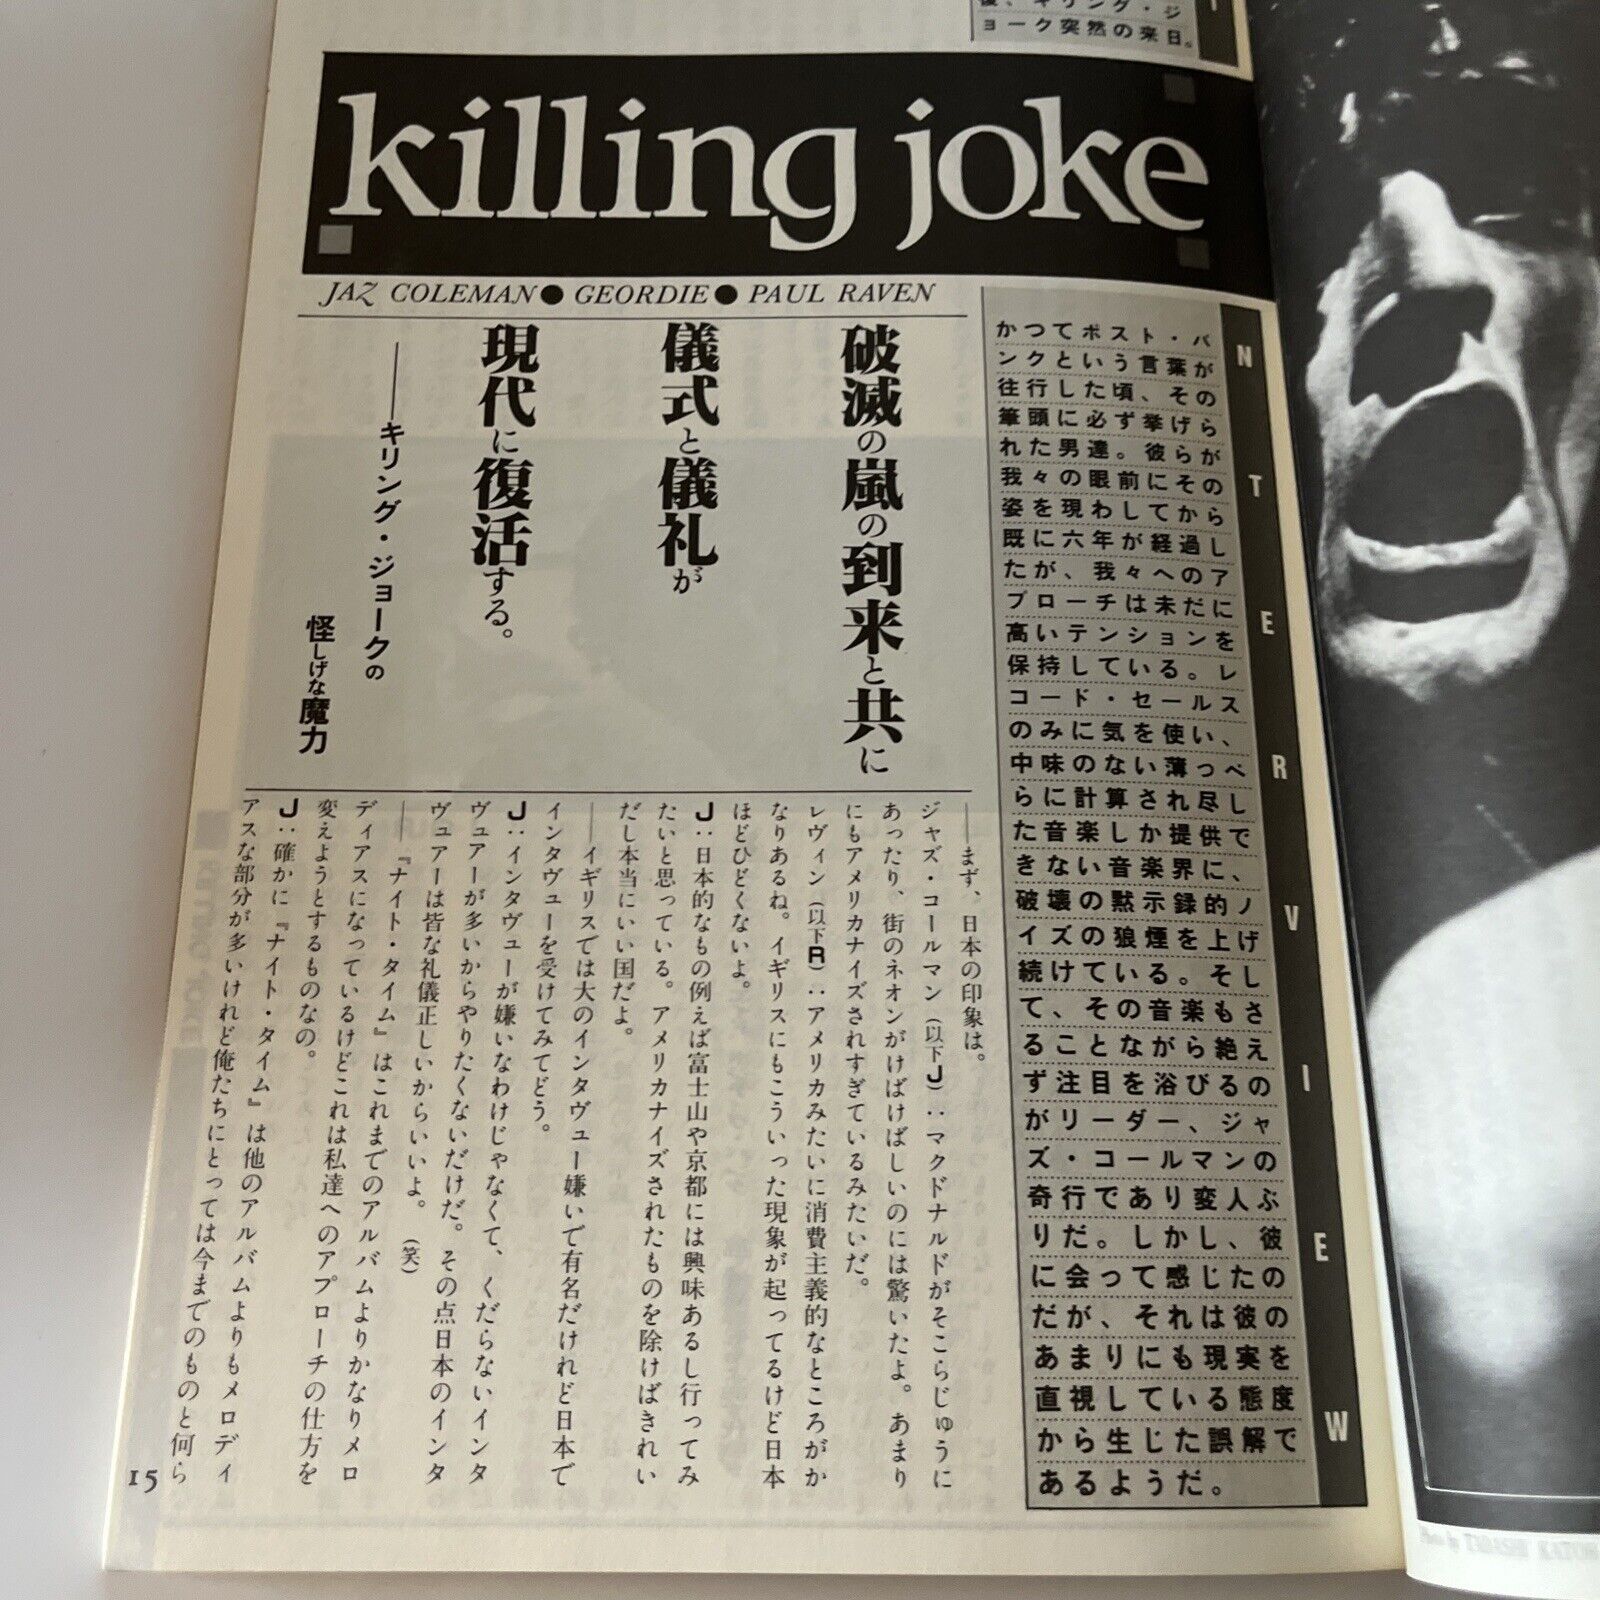 ョーク突然の来日。
killing joke
JAZ COLEMAN●GEORDIE●PAUL RAVEN
INTERVIEW
かつてポスト・パ
ンクという言葉が
往行した頃、その
筆頭に必ず挙げら
れた男達。彼らが
我々の眼前にその
姿を現わしてから
既に六年が経過し
たが、我々へのア
プローチは未だに
高いテンションを
保持している。レ
コード・セールス
のみに気を使い、
中味のない薄っぺ
らに計算され尽し
た音楽しか提供で
きない音楽界に、
破壊の黙示録的ノ
イズの狼煙を上げ
続けている。そし
て、その音楽もさ
ることながら絶え
ず注目を浴びるの
がリーダー、ジャ
ズ・コールマンの
奇行であり変人ぶ
りだ。しかし、彼
に会って感じたの
だが、それは彼の
あまりにも現実を
直視している態度
から生じた誤解で
あるようだ。
破滅の嵐の到来と共に
儀式と儀礼が
現代に復活する。
——キリング・ジョークの
怪しげな魔力
——まず、日本の印象は。
ジャズ・コールマン（以下J）：マクドナルドがそこらじゅうに
あったり、街のネオンがけばけばしいのには驚いたよ。あまり
にもアメリカナイズされすぎているみたいだ。
レヴィン（以下R）：アメリカみたいに消費主義的なところがか
なりあるね。イギリスにもこういった現象が起ってるけど日本
ほどひどくないよ。
J：日本的なもの例えば富士山や京都には興味あるし行ってみ
たいと思っている。アメリカナイズされたものを除けばきれい
だし本当にいい国だよ。
——イギリスでは大のインタヴュー嫌いで有名だけれど日本で
インタヴューを受けてみてどう。
J：インタヴューが嫌いなわけじゃなくて、くだらないインタ
ヴュアーが多いからやりたくないだけだ。その点日本のインタ
ヴュアーは皆な礼儀正しいからいいよ。（笑）
——『ナイト・タイム』はこれまでのアルバムよりかなりメロ
ディアスになっているけどこれは私達へのアプローチの仕方を
変えようとするものなの。
J：確かに『ナイト・タイム』は他のアルバムよりもメロディ
アスな部分が多いけれど俺たちにとっては今までのものと何ら
15